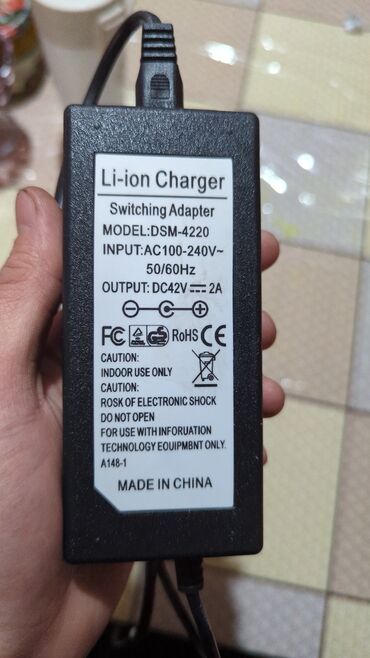 Li-ion Charger
Switching Adapter
MODEL:DSM-4220
INPUT:AC100-240V~
50/60Hz
OUTPUT: DC42V⎓2A
FC RoHS CE
CAUTION:
INDOOR USE ONLY
CAUTION:
ROSK OF ELECTRONIC SHOCK
DO NOT OPEN
FOR USE WITH INFORUATION
TECHNOLOGY EQUIPMBNT ONLY.
A148-1
MADE IN CHINA